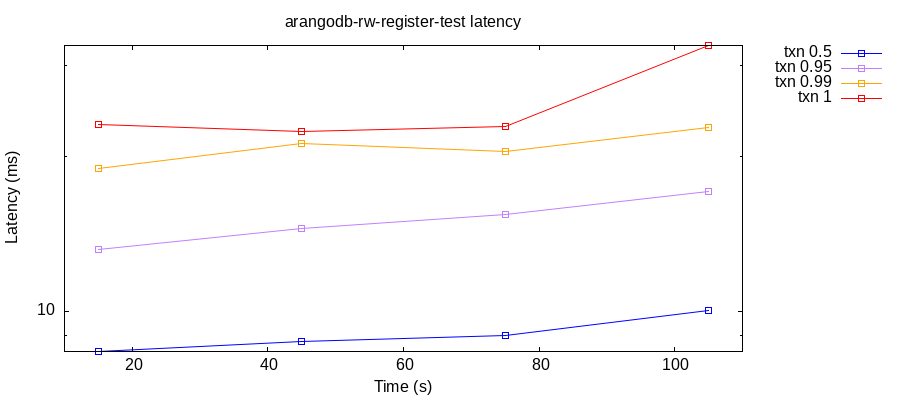 arangodb-rw-register-test latency
txn 0.5
txn 0.95
txn 0.99
txn 1
Latency (ms)
10
20
40
60
80
100
Time (s)